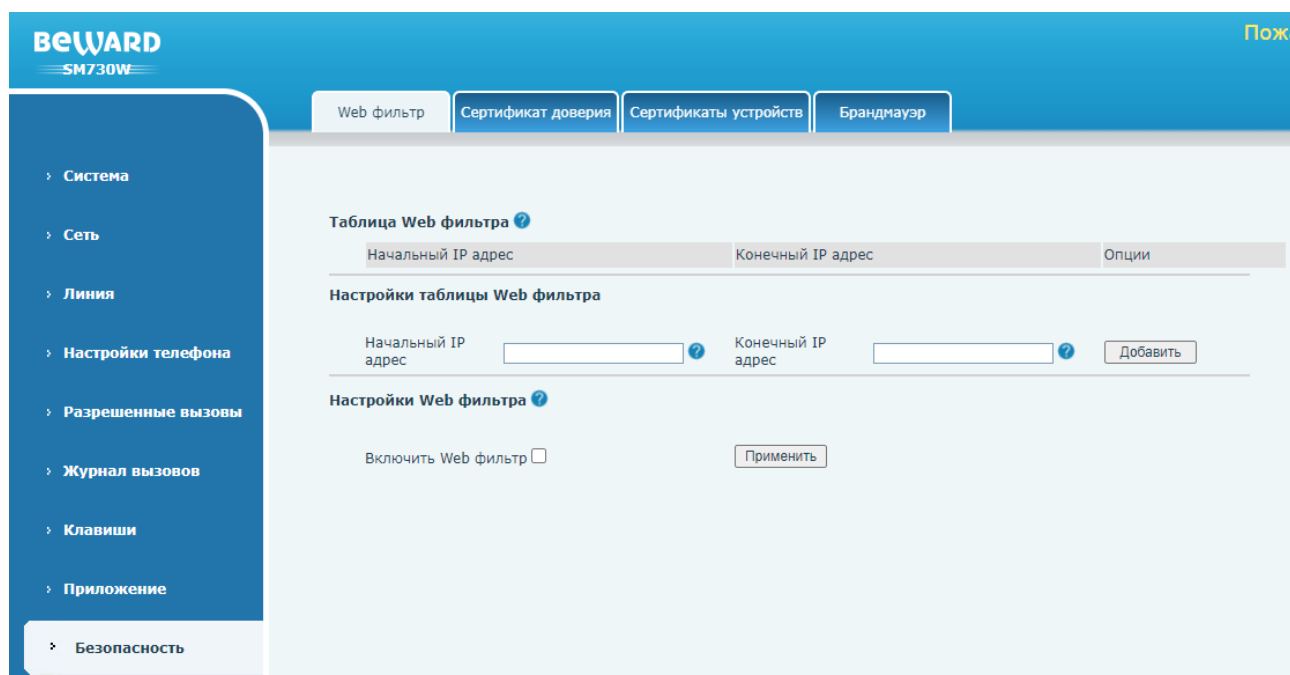 BEWARD
SM730W
Web фильтр
Сертификат доверия
Сертификаты устройств
Брандмауэр
Система
Сеть
Линия
Настройки телефона
Разрешенные вызовы
Журнал вызовов
Клавиши
Приложение
Безопасность
Таблица Web фильтра
Начальный IP адрес Конечный IP адрес Опции
Настройки таблицы Web фильтра
Начальный IP адрес
Конечный IP адрес
Добавить
Настройки Web фильтра
Включить Web фильтр
Применить